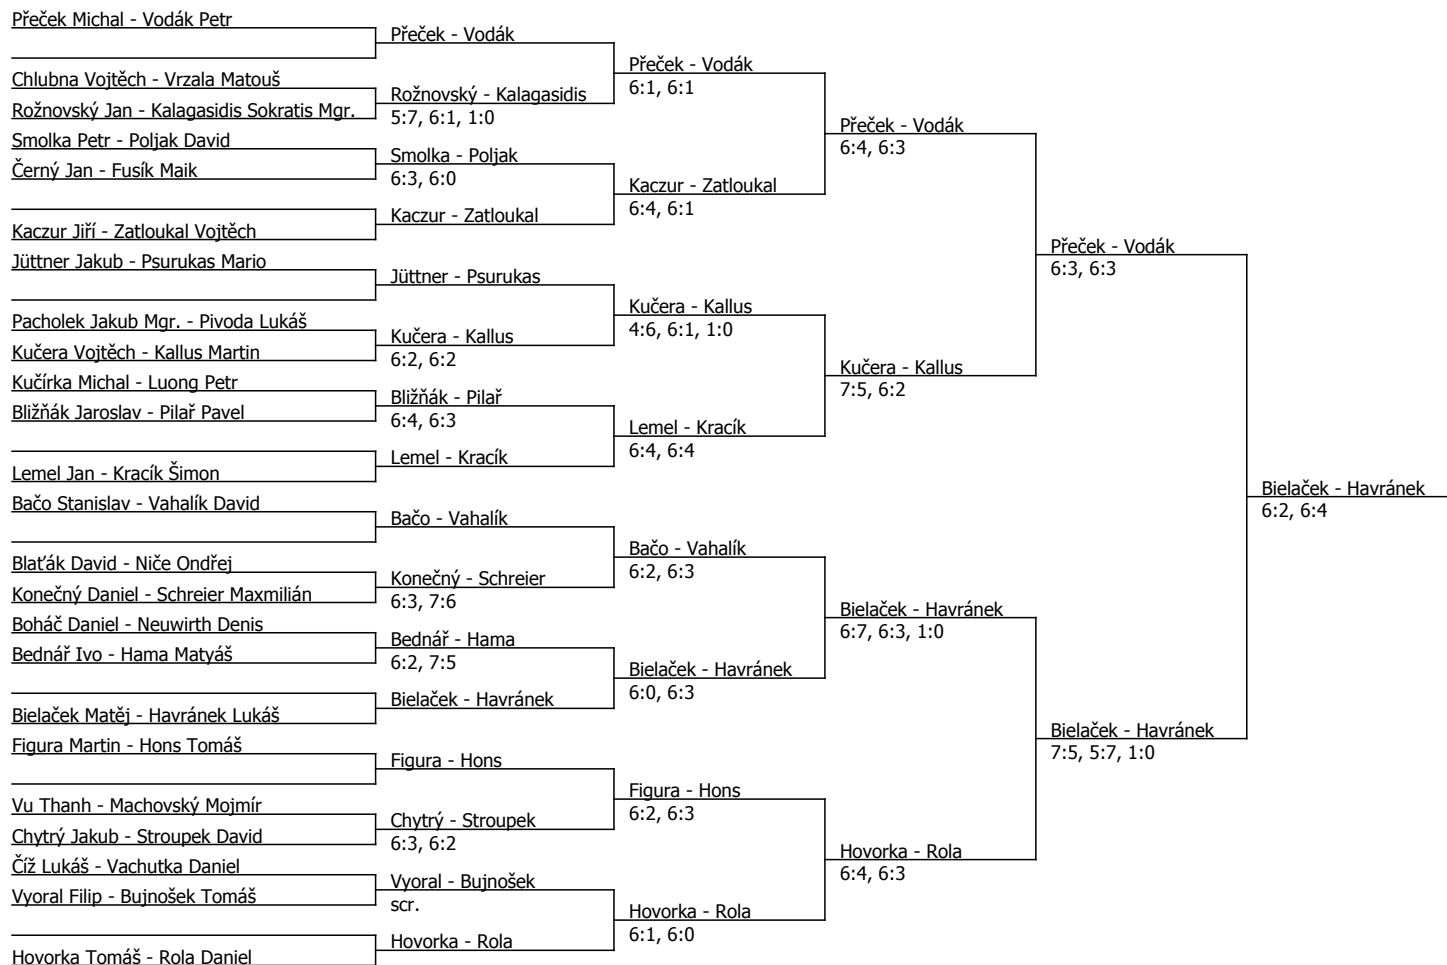 Přeček Michal - Vodák Petr
Chlubna Vojtěch - Vrzala Matouš
Rožnovský Jan - Kalagasidis Sokratis Mgr.
Smolka Petr - Poljak David
Černý Jan - Fusík Maik
Kaczur Jiří - Zatloukal Vojtěch
Jüttner Jakub - Psurukas Mario
Pacholek Jakub Mgr. - Pivoda Lukáš
Kučera Vojtěch - Kallus Martin
Kučírka Michal - Luong Petr
Bližňák Jaroslav - Pilař Pavel
Lemel Jan - Kracík Šimon
Bačo Stanislav - Vahalík David
Blaťák David - Niče Ondřej
Konečný Daniel - Schreier Maxmilián
Boháč Daniel - Neuwirth Denis
Bednář Ivo - Hama Matyáš
Bielaček Matěj - Havránek Lukáš
Figura Martin - Hons Tomáš
Vu Thanh - Machovský Mojmír
Chytrý Jakub - Stroupek David
Číž Lukáš - Vachutka Daniel
Vyoral Filip - Bujnošek Tomáš
Hovorka Tomáš - Rola Daniel
Přeček - Vodák
Rožnovský - Kalagasidis
5:7, 6:1, 1:0
Smolka - Poljak
6:3, 6:0
Kaczur - Zatloukal
Jüttner - Psurukas
Kučera - Kallus
6:2, 6:2
Bližňák - Pilař
6:4, 6:3
Lemel - Kracík
Bačo - Vahalík
Konečný - Schreier
6:3, 7:6
Bednář - Hama
6:2, 7:5
Bielaček - Havránek
Figura - Hons
Chytrý - Stroupek
6:3, 6:2
Vyoral - Bujnošek
scr.
Hovorka - Rola
Přeček - Vodák
6:1, 6:1
Kaczur - Zatloukal
6:4, 6:1
Kučera - Kallus
4:6, 6:1, 1:0
Lemel - Kracík
6:4, 6:4
Bačo - Vahalík
6:2, 6:3
Bielaček - Havránek
6:0, 6:3
Figura - Hons
6:2, 6:3
Hovorka - Rola
6:1, 6:0
Přeček - Vodák
6:4, 6:3
Kučera - Kallus
7:5, 6:2
Bielaček - Havránek
6:7, 6:3, 1:0
Hovorka - Rola
6:4, 6:3
Přeček - Vodák
6:3, 6:3
Bielaček - Havránek
7:5, 5:7, 1:0
Bielaček - Havránek
6:2, 6:4